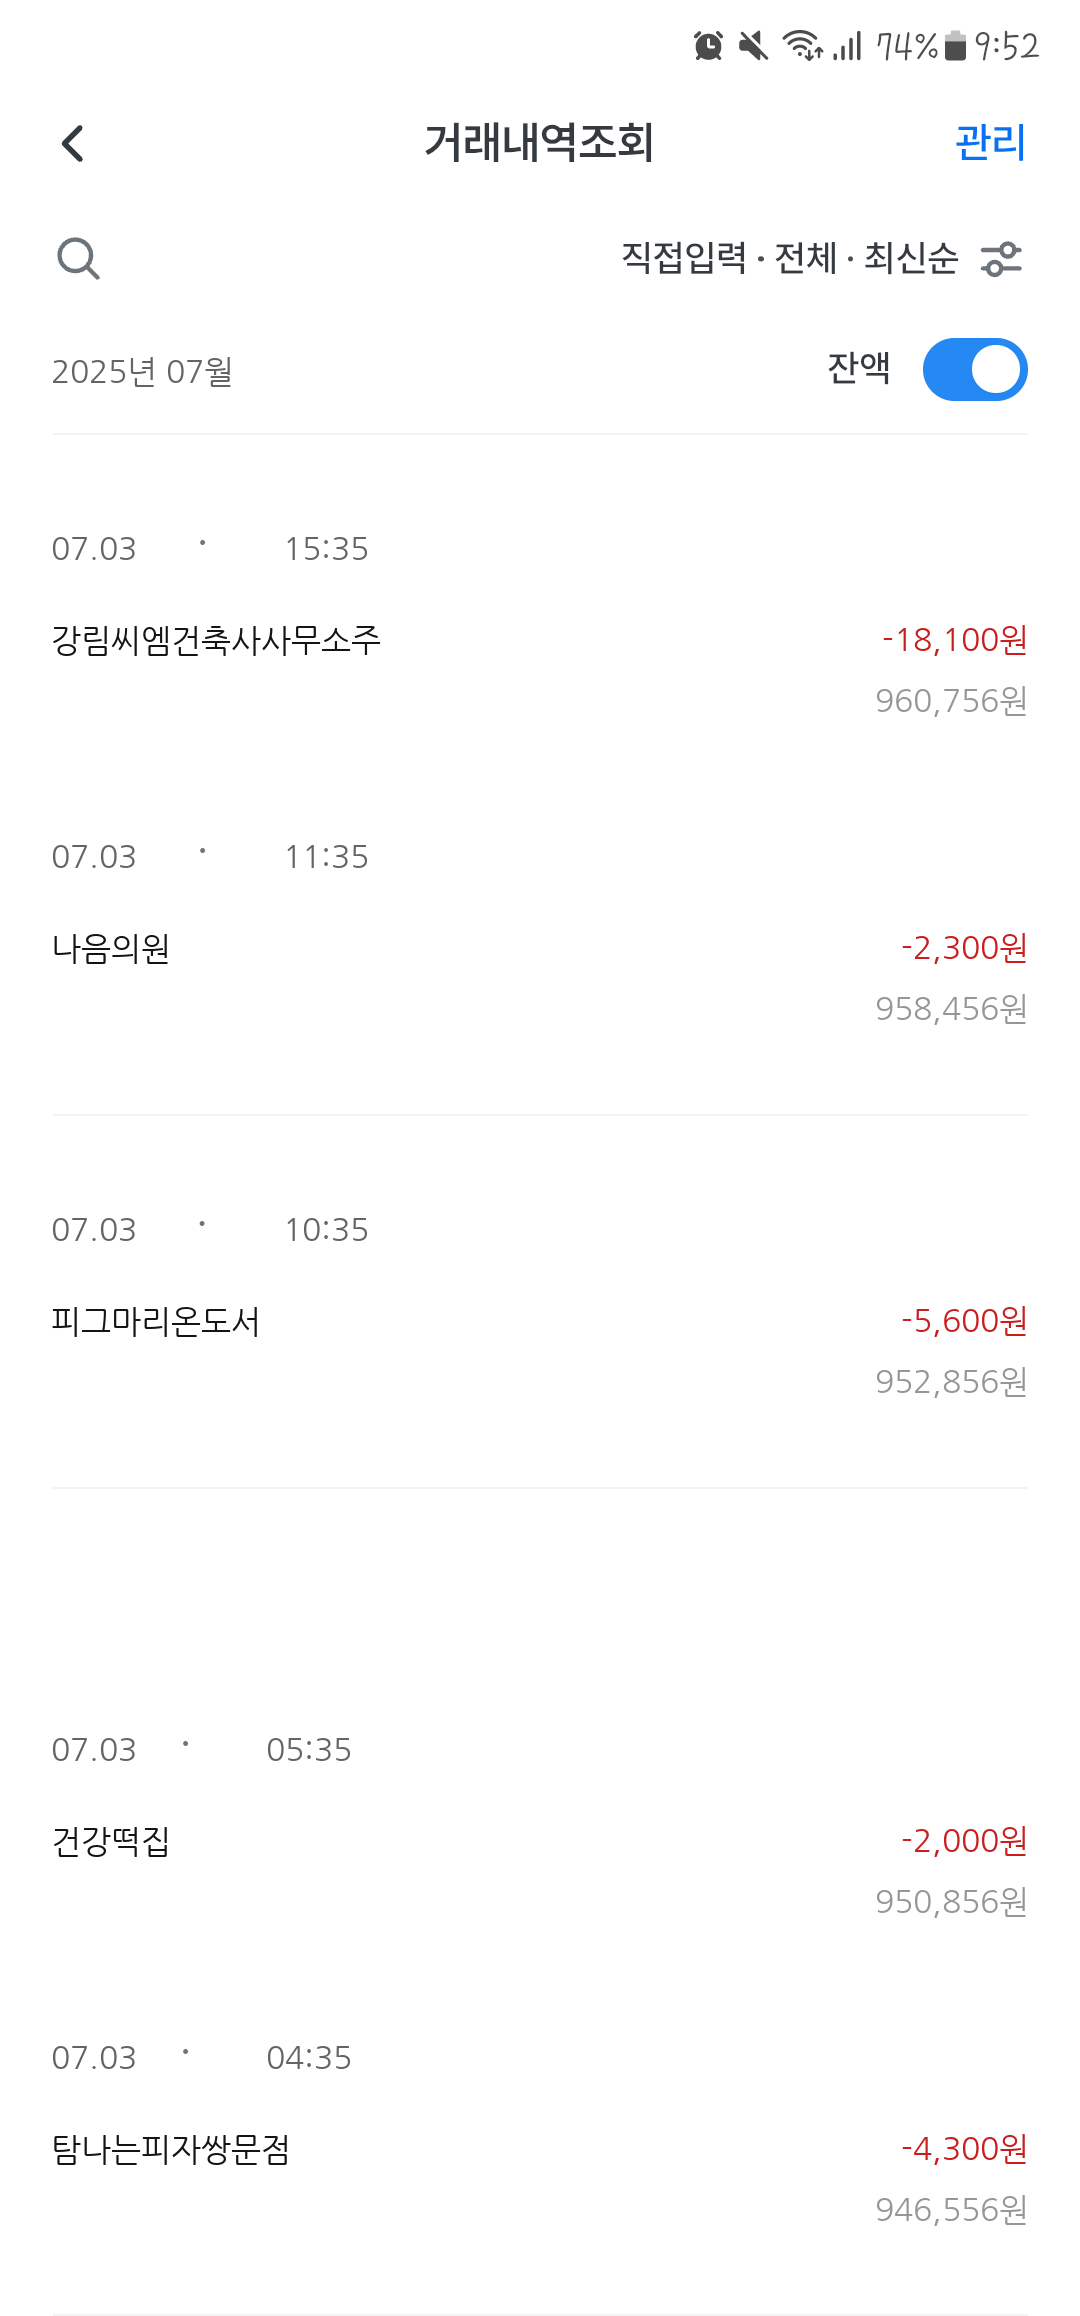 74% 9:52
거래내역조회 관리
직접입력 · 전체 · 최신순
2025년 07월 잔액
07.03 · 15:35
강림씨엠건축사사무소주 -18,100원
960,756원
07.03 · 11:35
나음의원 -2,300원
958,456원
07.03 · 10:35
피그마리온도서 -5,600원
952,856원
07.03 · 05:35
건강떡집 -2,000원
950,856원
07.03 · 04:35
탐나는피자쌍문점 -4,300원
946,556원